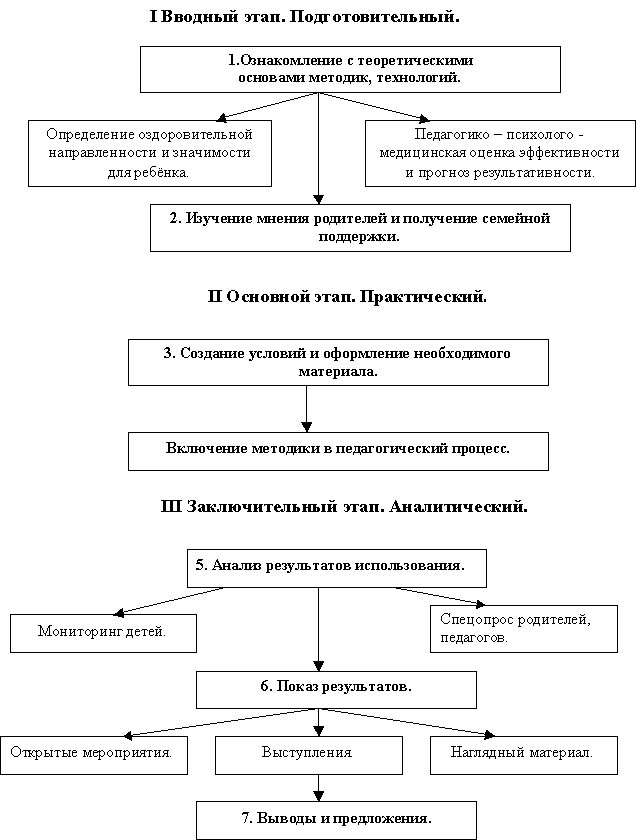 I Вводный этап. Подготовительный.
1.Ознакомление с теоретическими
основами методик, технологий.
Определение оздоровительной
направленности и значимости
для ребёнка.
Педагогико – психолого -
медицинская оценка эффективности
и прогноз результативности.
2. Изучение мнения родителей и получение семейной
поддержки.
II Основной этап. Практический.
3. Создание условий и оформление необходимого
материала.
Включение методики в педагогический процесс.
III Заключительный этап. Аналитический.
5. Анализ результатов использования.
Мониторинг детей.
Спецопрос родителей,
педагогов.
6. Показ результатов.
Открытые мероприятия.
Выступления
Наглядный материал.
7. Выводы и предложения.